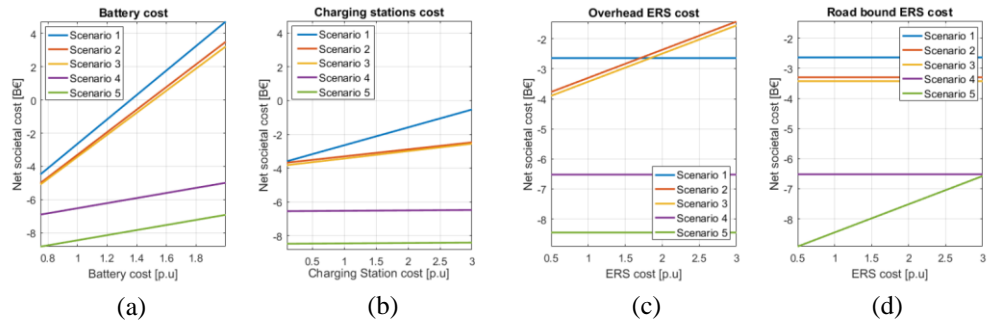 Battery cost
Net societal cost [B€]
4
2
0
-2
-4
-6
-8
Scenario 1
Scenario 2
Scenario 3
Scenario 4
Scenario 5
0.8 1 1.2 1.4 1.6 1.8
Battery cost [p.u]
(a)
Charging stations cost
Net societal cost [B€]
4
2
0
-2
-4
-6
-8
Scenario 1
Scenario 2
Scenario 3
Scenario 4
Scenario 5
0.5 1 1.5 2 2.5 3
Charging Station cost [p.u]
(b)
Overhead ERS cost
Net societal cost [B€]
-2
-3
-4
-5
-6
-7
-8
Scenario 1
Scenario 2
Scenario 3
Scenario 4
Scenario 5
0.5 1 1.5 2 2.5 3
ERS cost [p.u]
(c)
Road bound ERS cost
Net societal cost [B€]
-2
-3
-4
-5
-6
-7
-8
Scenario 1
Scenario 2
Scenario 3
Scenario 4
Scenario 5
0.5 1 1.5 2 2.5 3
ERS cost [p.u]
(d)